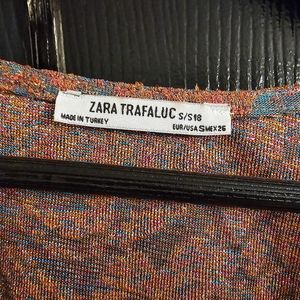 ZARA TRAFALUC S/S18
MADE IN TURKEY
EUR/USA S MEX 26